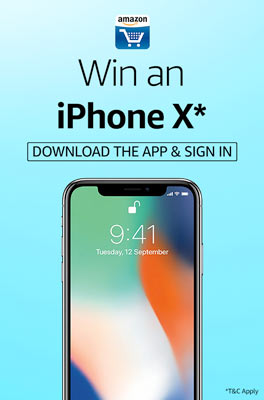 amazon
Win an
iPhone X*
DOWNLOAD THE APP & SIGN IN
9:41
Tuesday, 12 September
*T&C Apply